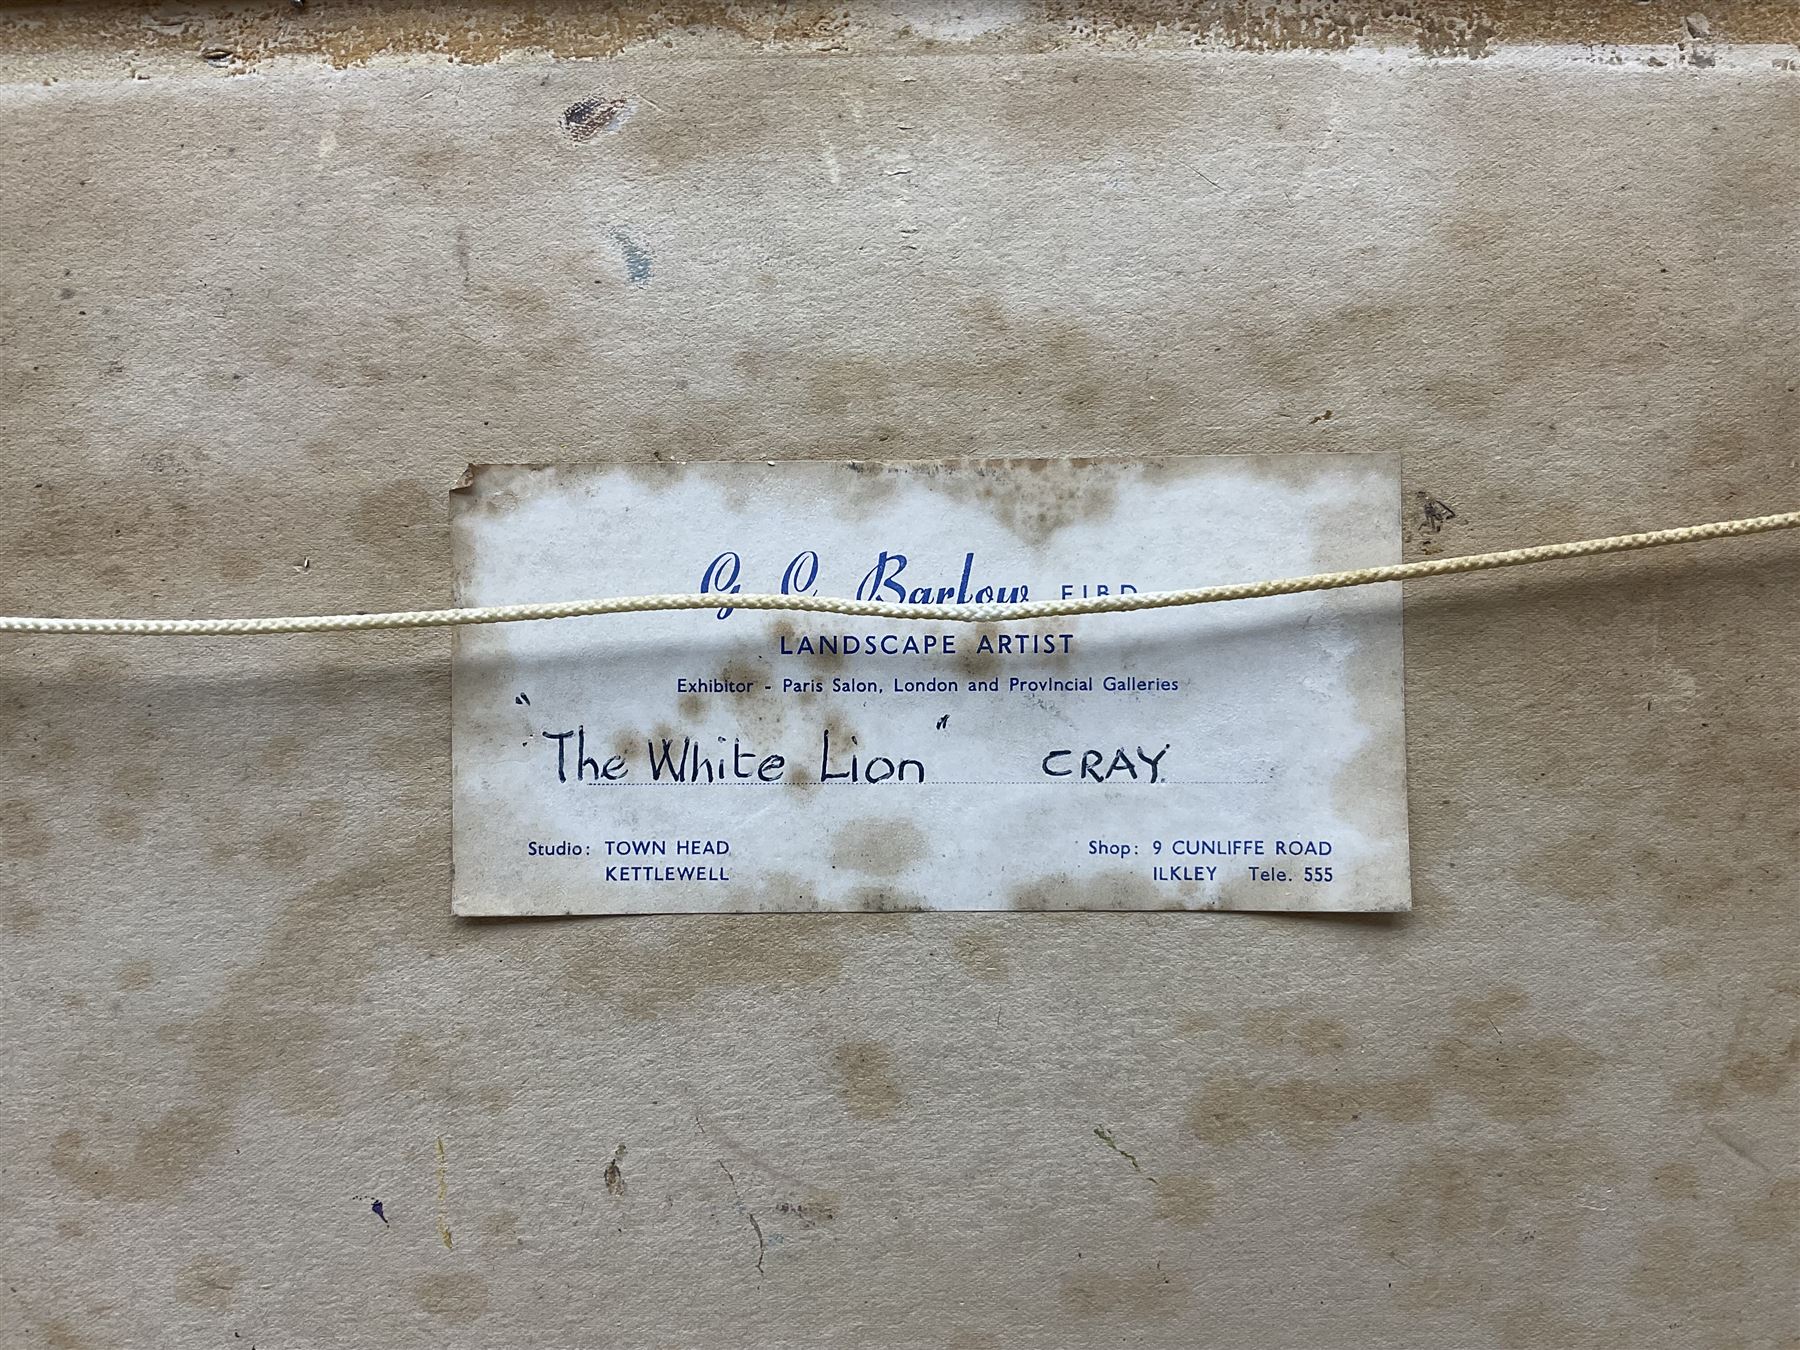 G C Barlow F I B D
LANDSCAPE ARTIST
Exhibitor - Paris Salon, London and Provincial Galleries
"The White Lion" CRAY.
Studio: TOWN HEAD
KETTLEWELL
Shop: 9 CUNLIFFE ROAD
ILKLEY Tele. 555